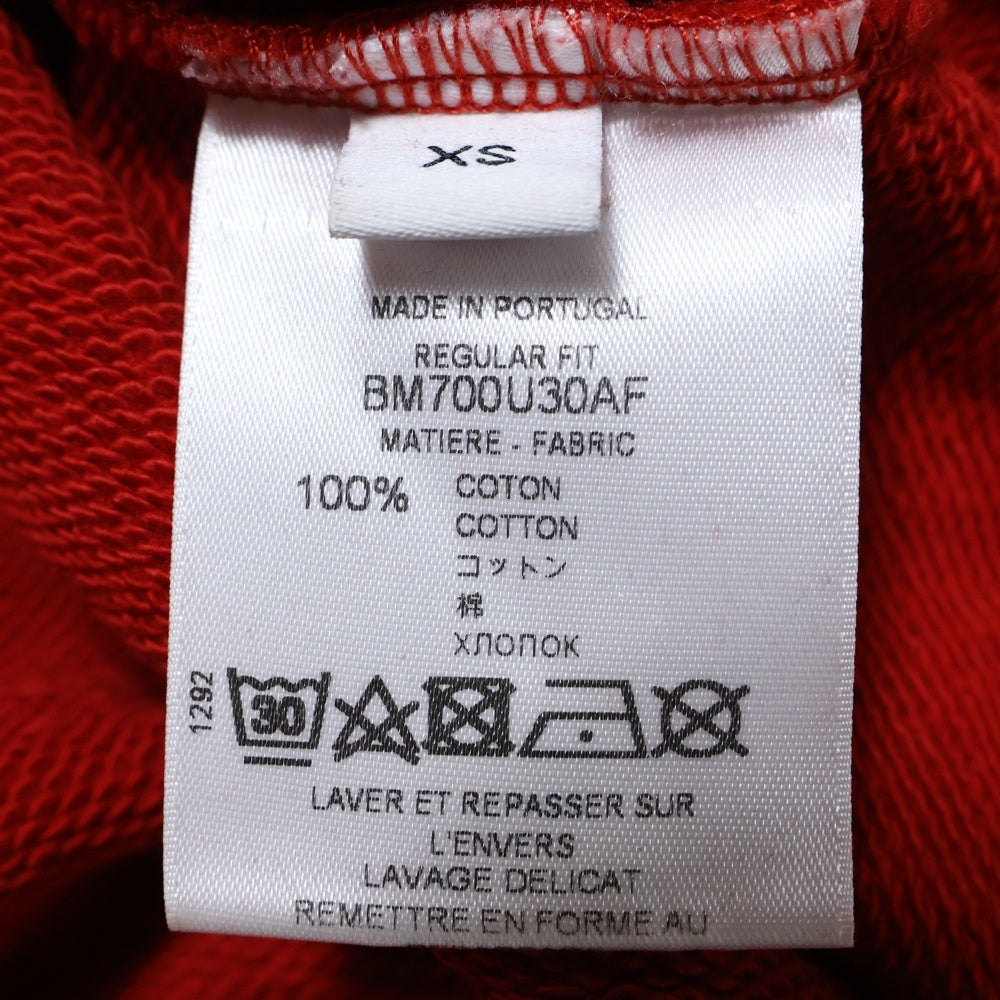 XS
MADE IN PORTUGAL
REGULAR FIT
BM700U30AF
MATIERE - FABRIC
100% COTON
COTTON
コットン
棉
ХЛОПОК
1292
30
LAVER ET REPASSER SUR
L'ENVERS
LAVAGE DELICAT
REMETTRE EN FORME AU